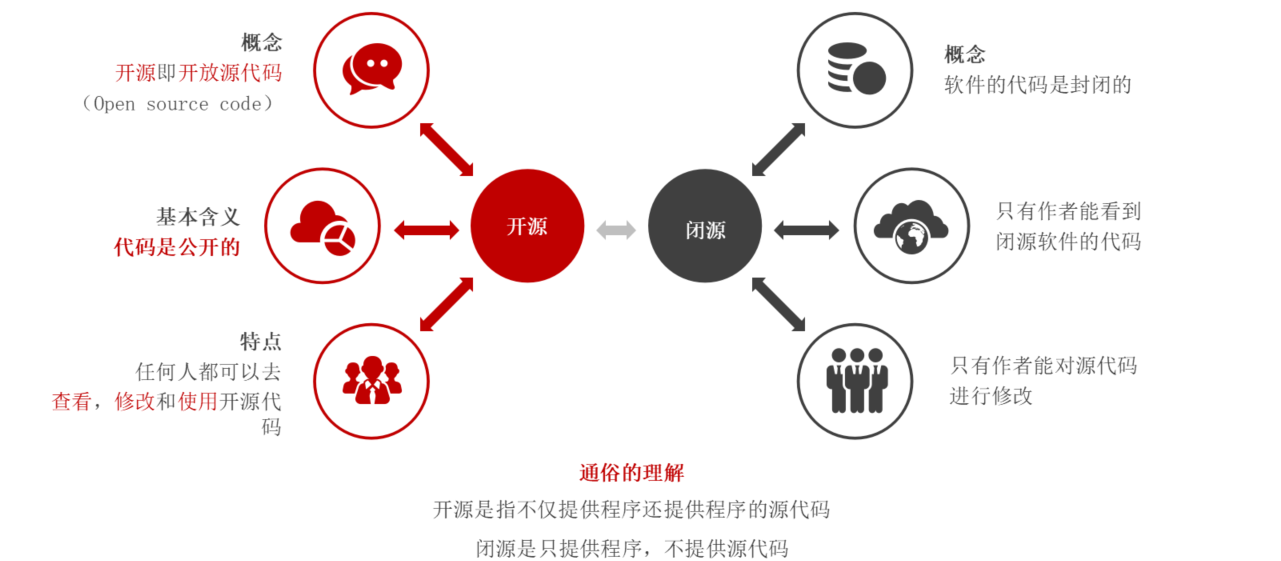 概念
开源即开放源代码
（Open source code）
基本含义
代码是公开的
特点
任何人都可以去
查看，修改和使用开源代
码
开源
闭源
概念
软件的代码是封闭的
只有作者能看到
闭源软件的代码
只有作者能对源代码
进行修改
通俗的理解
开源是指不仅提供程序还提供程序的源代码
闭源是只提供程序，不提供源代码